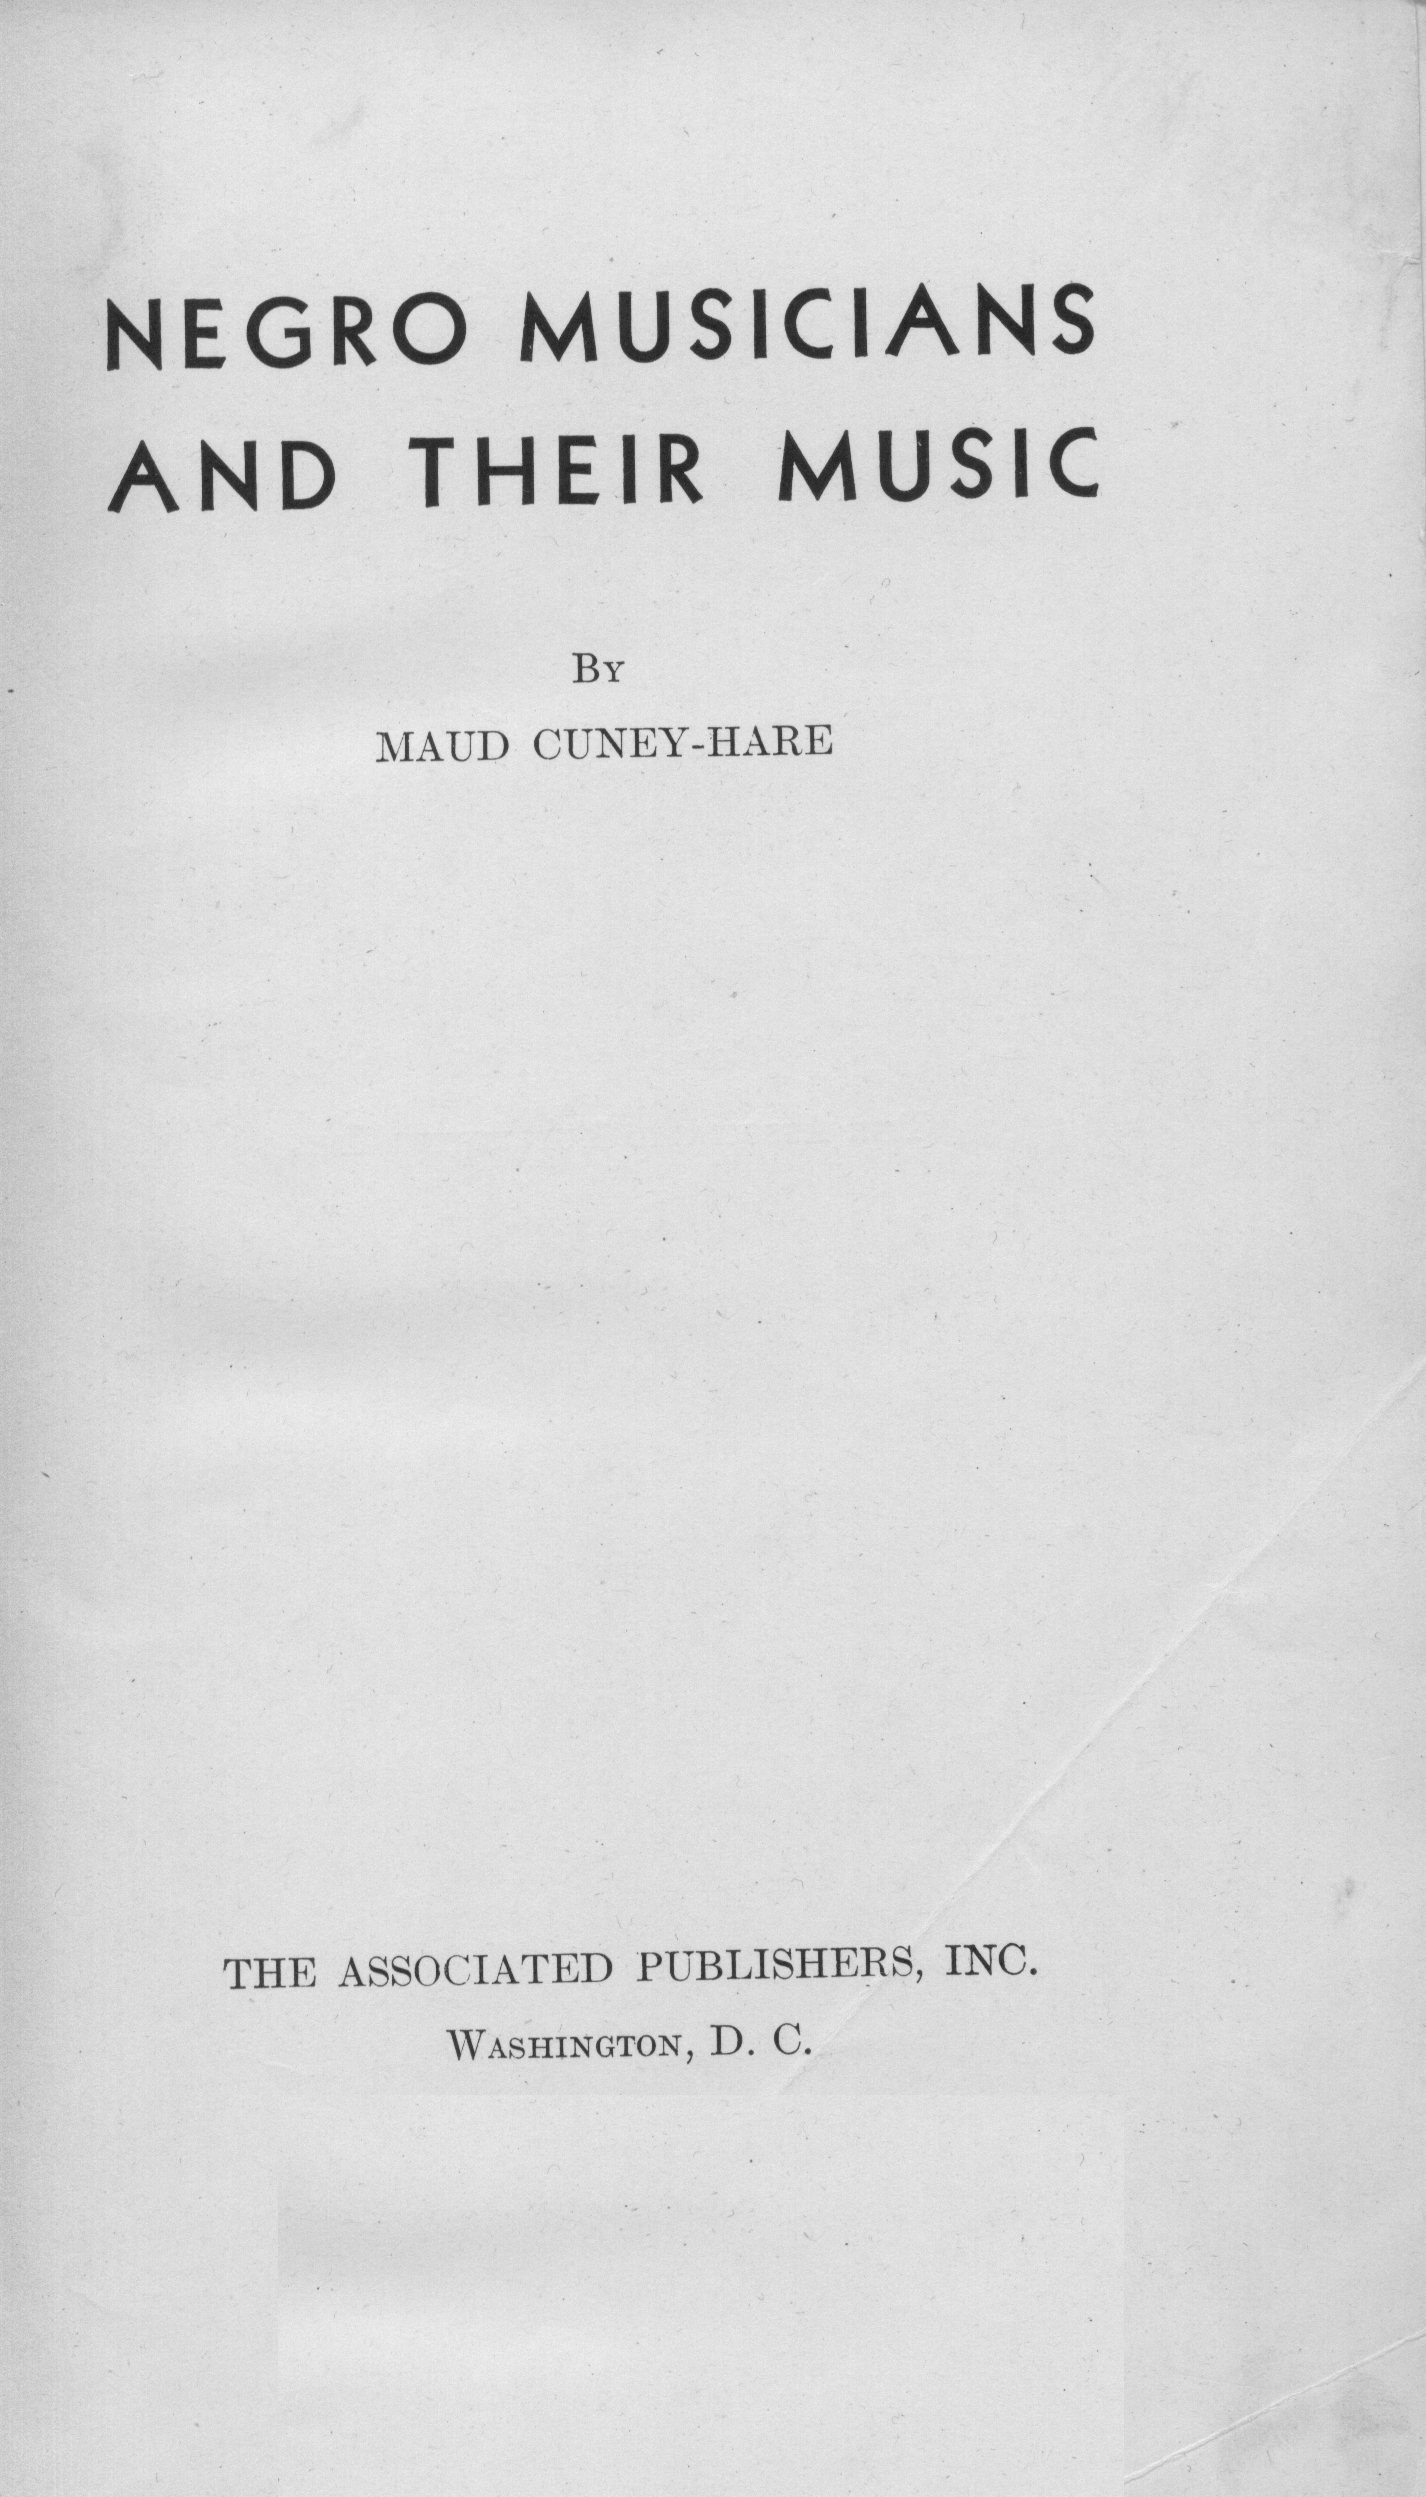 NEGRO MUSICIANS
AND THEIR MUSIC
By
MAUD CUNEY-HARE
THE ASSOCIATED PUBLISHERS, INC.
Washington, D. C.